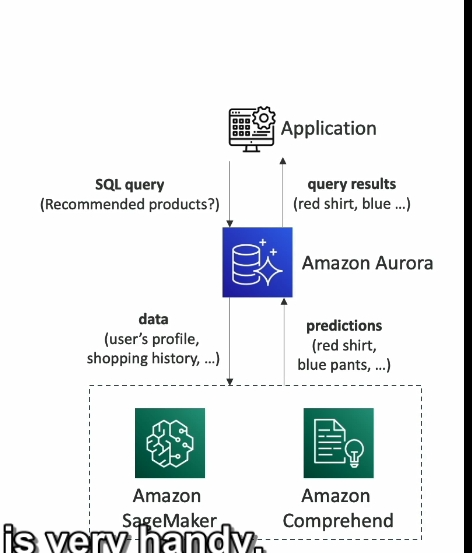 Application
SQL query
(Recommended products?)
query results
(red shirt, blue ...)
Amazon Aurora
data
(user's profile,
shopping history, ...)
predictions
(red shirt,
blue pants, ...)
Amazon
SageMaker
Amazon
Comprehend
is very handy.